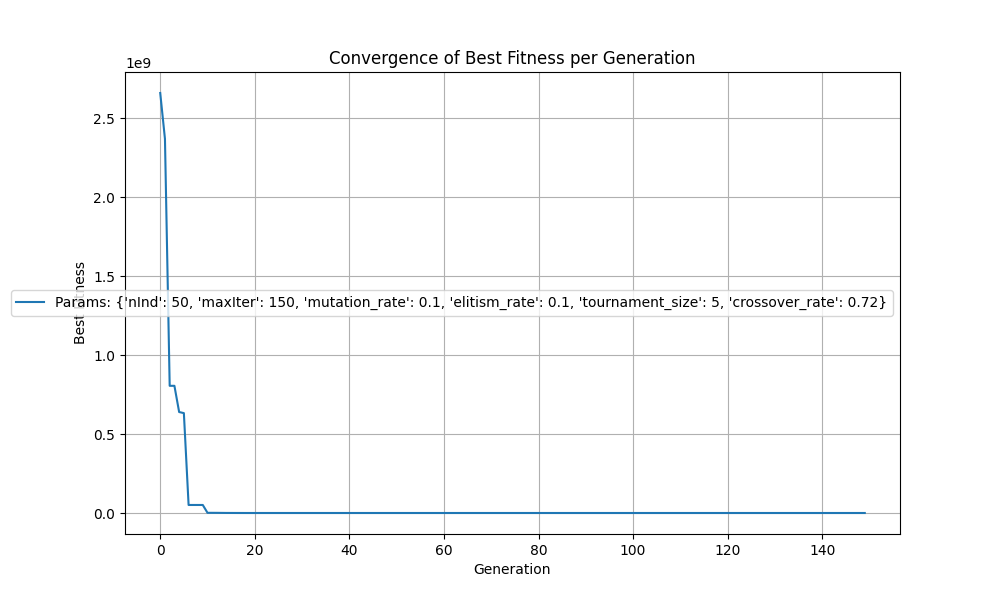 Convergence of Best Fitness per Generation
1e9
2.5
2.0
1.5
1.0
0.5
0.0
Best Fitness
Params: {'nInd': 50, 'maxIter': 150, 'mutation_rate': 0.1, 'elitism_rate': 0.1, 'tournament_size': 5, 'crossover_rate': 0.72}
0 20 40 60 80 100 120 140
Generation